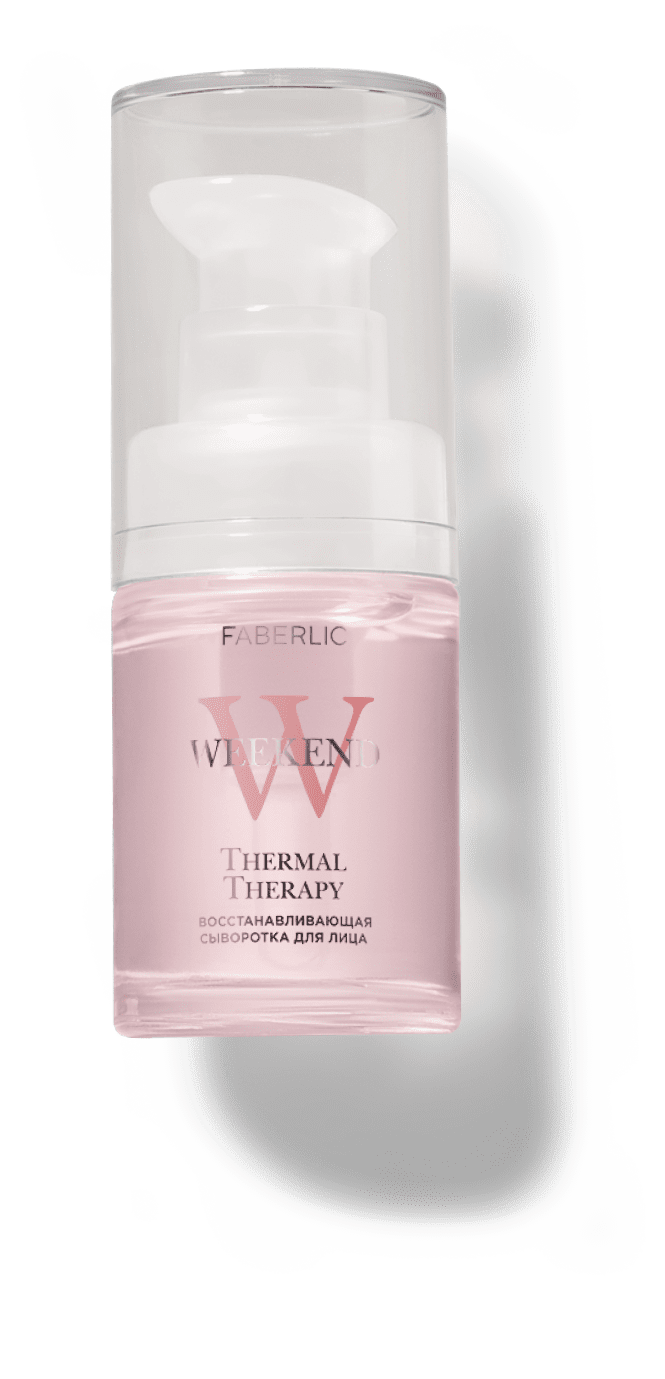 FABERLIC
W
WEEKEND
THERMAL
THERAPY
ВОССТАНАВЛИВАЮЩАЯ
СЫВОРОТКА ДЛЯ ЛИЦА